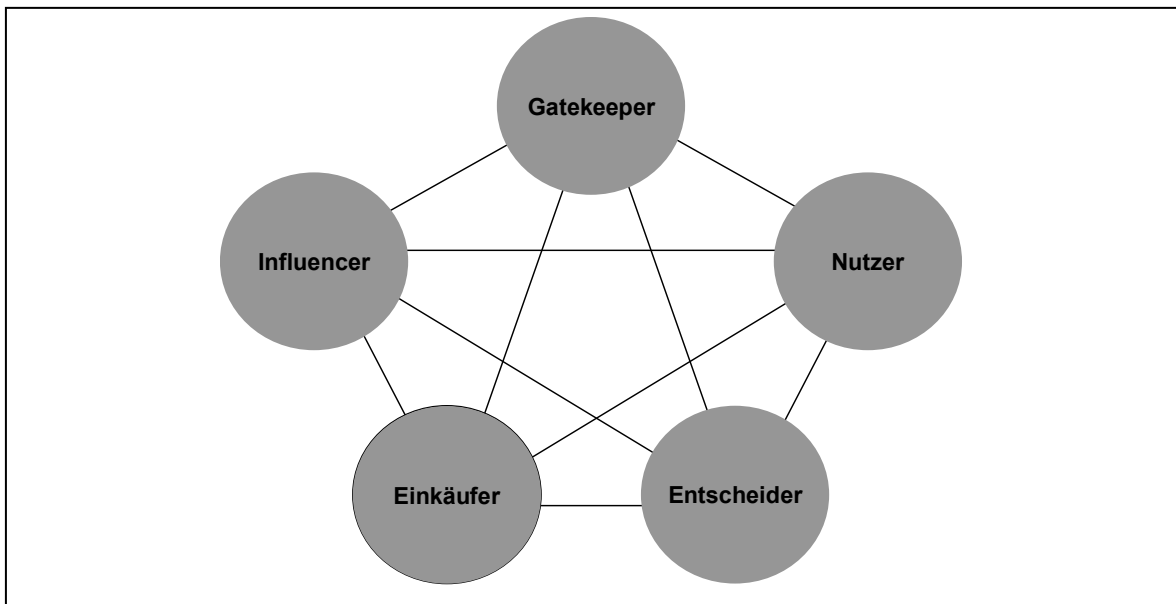 Gatekeeper
Influencer
Nutzer
Einkäufer
Entscheider